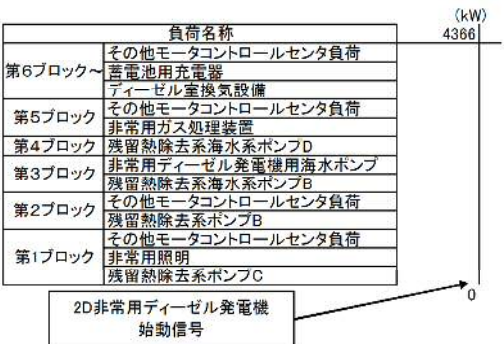 (kW)
負荷名称
4366
第6ブロック～
その他モータコントロールセンタ負荷
蓄電池用充電器
ディーゼル室換気設備
第5ブロック
その他モータコントロールセンタ負荷
非常用ガス処理装置
第4ブロック
残留熱除去系海水系ポンプD
第3ブロック
非常用ディーゼル発電機用海水ポンプ
残留熱除去系海水系ポンプB
第2ブロック
その他モータコントロールセンタ負荷
残留熱除去系ポンプB
第1ブロック
その他モータコントロールセンタ負荷
非常用照明
残留熱除去系ポンプC
0
2D非常用ディーゼル発電機
始動信号